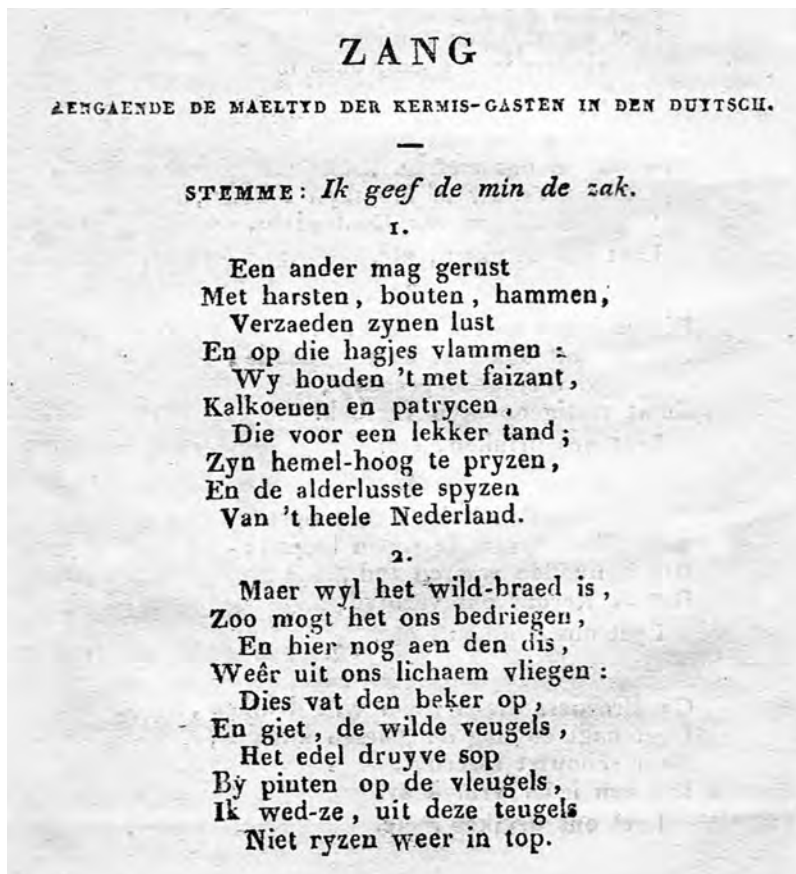 ZANG
AENGAENDE DE MAELTYD DER KERMIS-GASTEN IN DEN DUYTSCH.
STEMME: Ik geef de min de zak.
1.
Een ander mag gerust
Met harsten, bouten, hammen,
Verzaeden zynen lust
En op die hagjes vlammen :
Wy houden 't met faizant,
Kalkoenen en patrycen,
Die voor een lekker tand;
Zyn hemel-hoog te pryzen,
En de alderlusste spyzen
Van 't heele Nederland.
2.
Maer wyl het wild-braed is,
Zoo mogt het ons bedriegen,
En hier nog aen den dis,
Weêr uit ons lichaem vliegen :
Dies vat den beker op,
En giet, de wilde veugels,
Het edel druyve sop
By pinten op de vleugels,
Ik wed-ze, uit deze teugels
Niet ryzen weer in top.